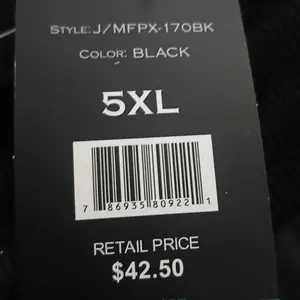 STYLE: J/MFPX-170BK
COLOR: BLACK
5XL
7 86935 80922 1
RETAIL PRICE
$42.50